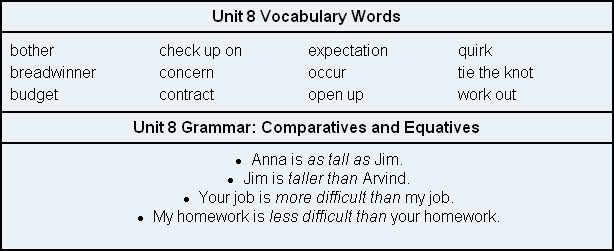 Unit 8 Vocabulary Words
bother check up on expectation quirk
breadwinner concern occur tie the knot
budget contract open up work out
Unit 8 Grammar: Comparatives and Equatives
• Anna is as tall as Jim.
• Jim is taller than Arvind.
• Your job is more difficult than my job.
• My homework is less difficult than your homework.